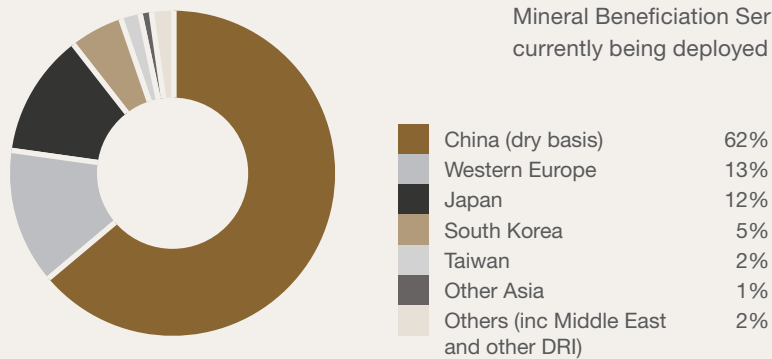 Mineral Beneficiation Ser
currently being deployed
China (dry basis) 62%
Western Europe 13%
Japan 12%
South Korea 5%
Taiwan 2%
Other Asia 1%
Others (inc Middle East 2%
and other DRI)